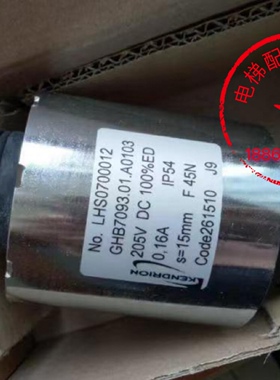 No. LHS0700012
GHB7093.01.A0103
205V DC 100%ED
0,16A IP54
s=15mm F 45N
Code261510 J9
KENDRION
电梯配